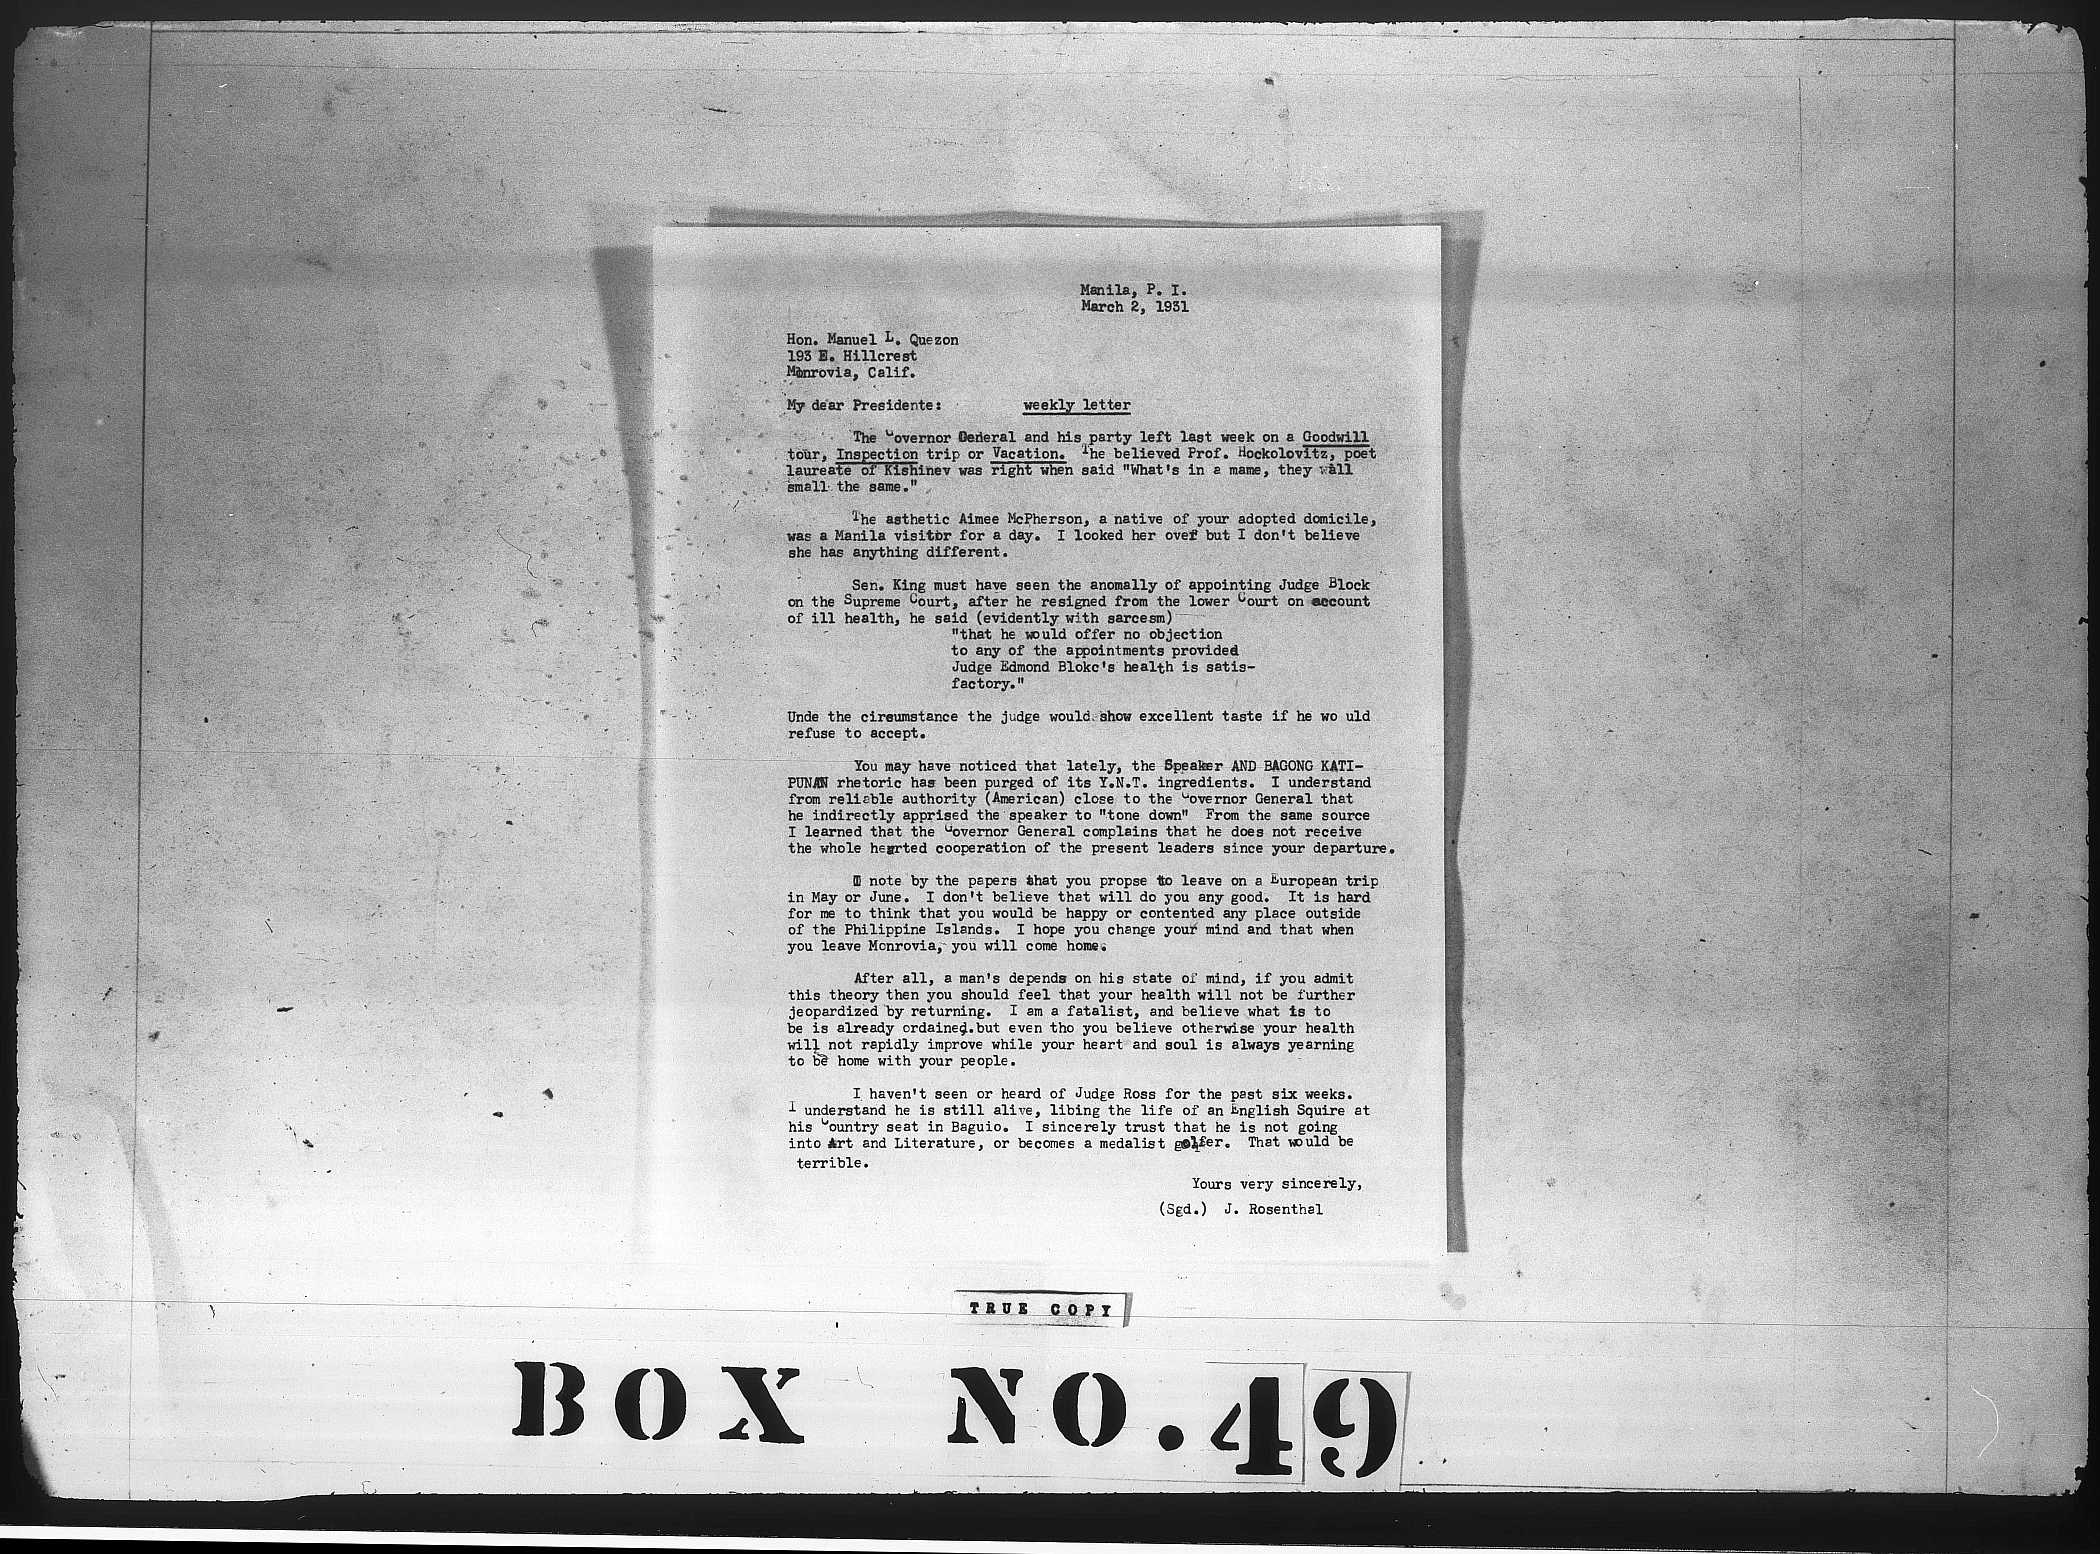 Manila, P. I.
March 2, 1931
Hon. Manuel L. Quezon
193 E. Hillcrest
Monrovia, Calif.
My dear Presidente: weekly letter
The Governor General and his party left last week on a Goodwill
tour, Inspection trip or Vacation. The believed Prof. Hockolovitz, poet
laureate of Kishinev was right when said "What's in a mame, they all
small the same."
The asthetic Aimee McPherson, a native of your adopted domicile,
was a Manila visitor for a day. I looked her over but I don't believe
she has anything different.
Sen. King must have seen the anomally of appointing Judge Block
on the Supreme Court, after he resigned from the lower Court on account
of ill health, he said (evidently with sarcesm)
"that he would offer no objection
to any of the appointments provided
Judge Edmond Blokc's health is satis-
factory."
Unde the cirsumstance the judge would show excellent taste if he wo uld
refuse to accept.
You may have noticed that lately, the Speaker AND BAGONG KATI-
PUNAN rhetoric has been purged of its Y.N.T. ingredients. I understand
from reliable authority (American) close to the Governor General that
he indirectly apprised the speaker to "tone down" From the same source
I learned that the Governor General complains that he does not receive
the whole hearted cooperation of the present leaders since your departure.
I note by the papers that you propse to leave on a European trip
in May or June. I don't believe that will do you any good. It is hard
for me to think that you would be happy or contented any place outside
of the Philippine Islands. I hope you change your mind and that when
you leave Monrovia, you will come home.
After all, a man's depends on his state of mind, if you admit
this theory then you should feel that your health will not be further
jeopardized by returning. I am a fatalist, and believe what is to
be is already ordained.but even tho you believe otherwise your health
will not rapidly improve while your heart and soul is always yearning
to be home with your people.
I haven't seen or heard of Judge Ross for the past six weeks.
I understand he is still alive, libing the life of an English Squire at
his Country seat in Baguio. I sincerely trust that he is not going
into Art and Literature, or becomes a medalist golfer. That would be
terrible.
Yours very sincerely,
(Sgd.) J. Rosenthal
TRUE COPY
BOX NO. 49